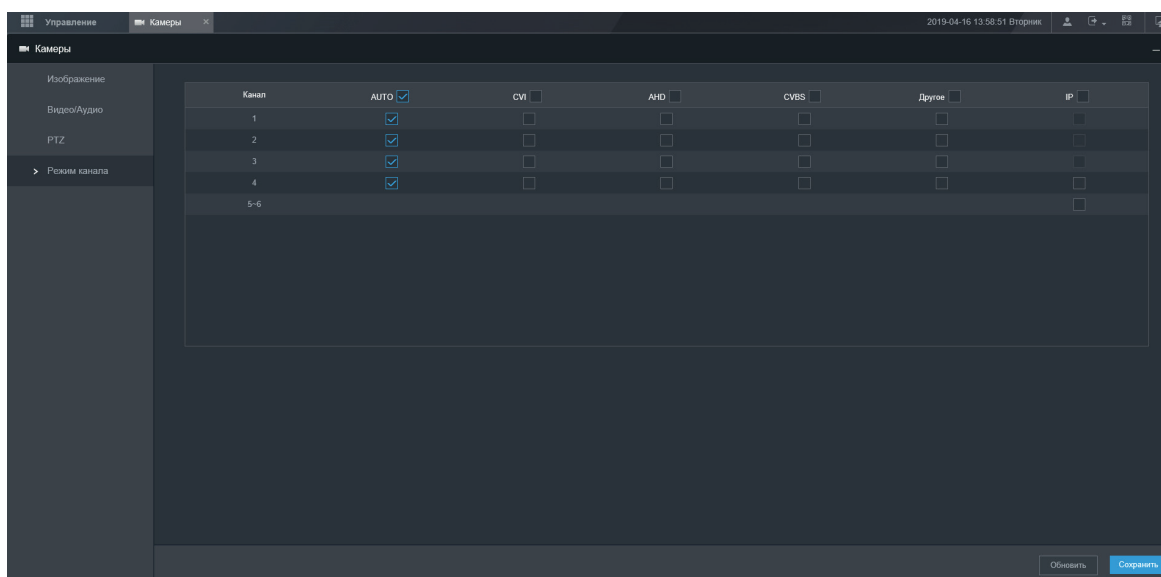 Управление Камеры × 2019-04-16 13:58:51 Вторник
Камеры
Изображение
Видео/Аудио
PTZ
Режим канала
Канал AUTO CVI AHD CVBS Другое IP
1
2
3
4
5~6
Обновить Сохранить